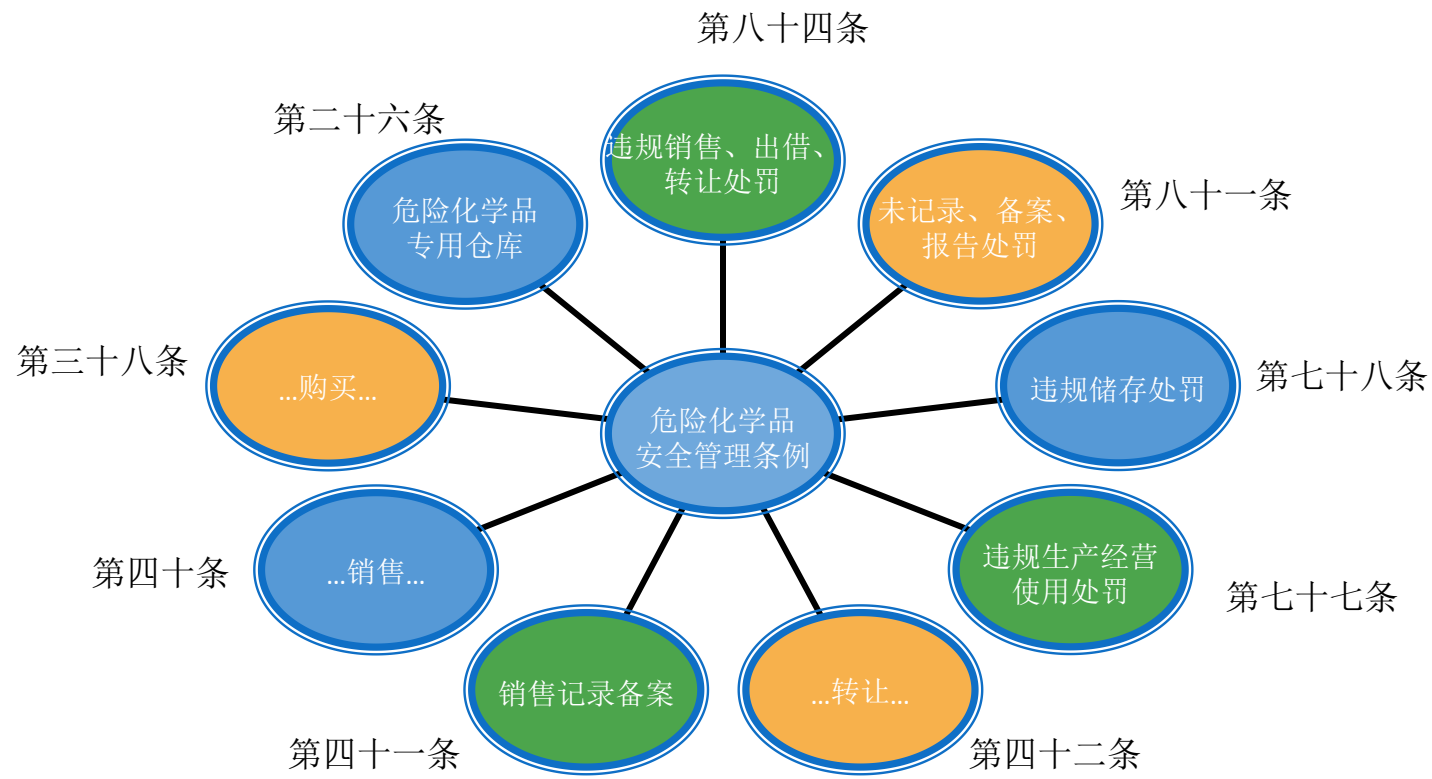 第八十四条
违规销售、出借、
转让处罚
第二十六条
危险化学品
专用仓库
未记录、备案、
报告处罚
第八十一条
第三十八条
...购买...
违规储存处罚
第七十八条
危险化学品
安全管理条例
第四十条
...销售...
违规生产经营
使用处罚
第七十七条
销售记录备案
第四十一条
...转让...
第四十二条